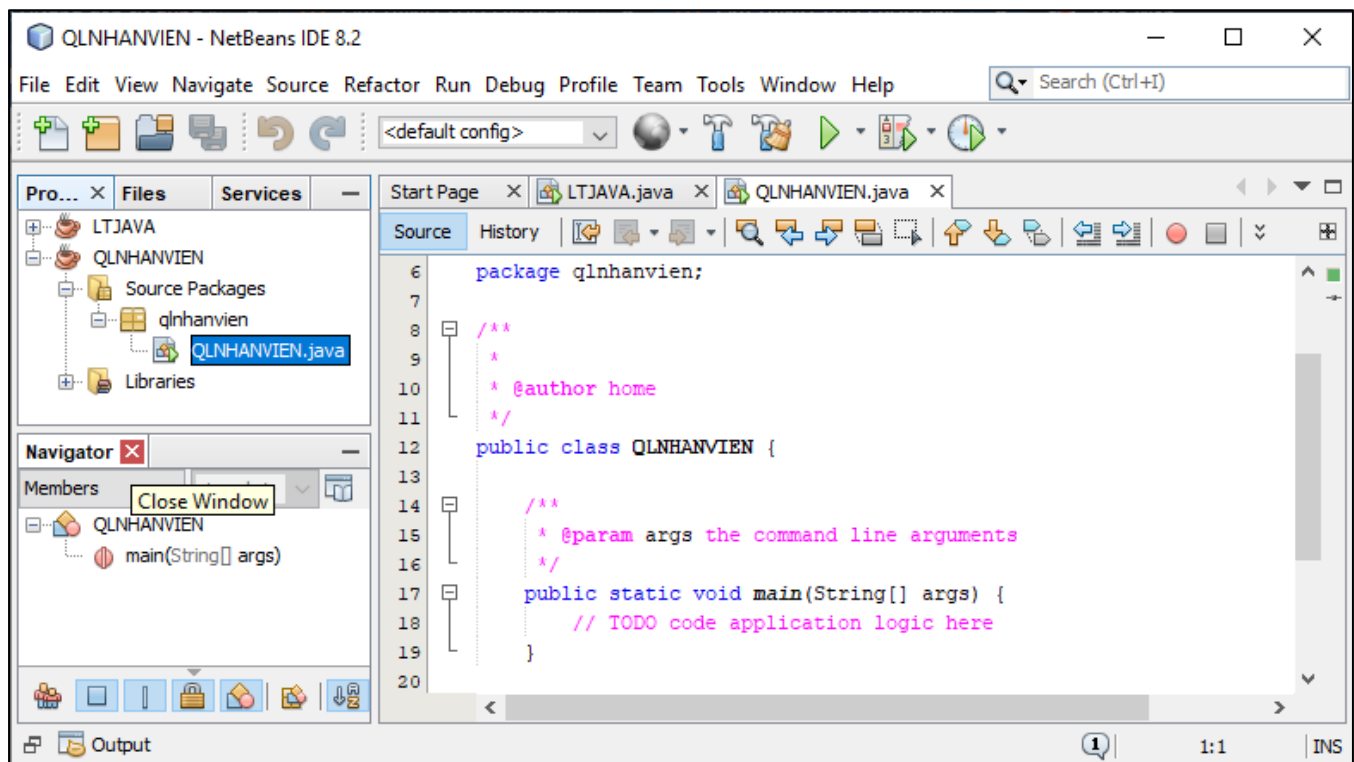 QLNHANVIEN - NetBeans IDE 8.2
File Edit View Navigate Source Refactor Run Debug Profile Team Tools Window Help
Search (Ctrl+I)
<default config>
Pro... Files Services
LTJAVA
QLNHANVIEN
Source Packages
qlnhanvien
QLNHANVIEN.java
Libraries
Navigator
Members
Close Window
QLNHANVIEN
main(String[] args)
Start Page LTJAVA.java QLNHANVIEN.java
Source History
6 package qlnhanvien;
7
8 /**
9 *
10 * @author home
11 */
12 public class QLNHANVIEN {
13
14 /**
15 * @param args the command line arguments
16 */
17 public static void main(String[] args) {
18 // TODO code application logic here
19 }
20
Output
1 1:1 INS